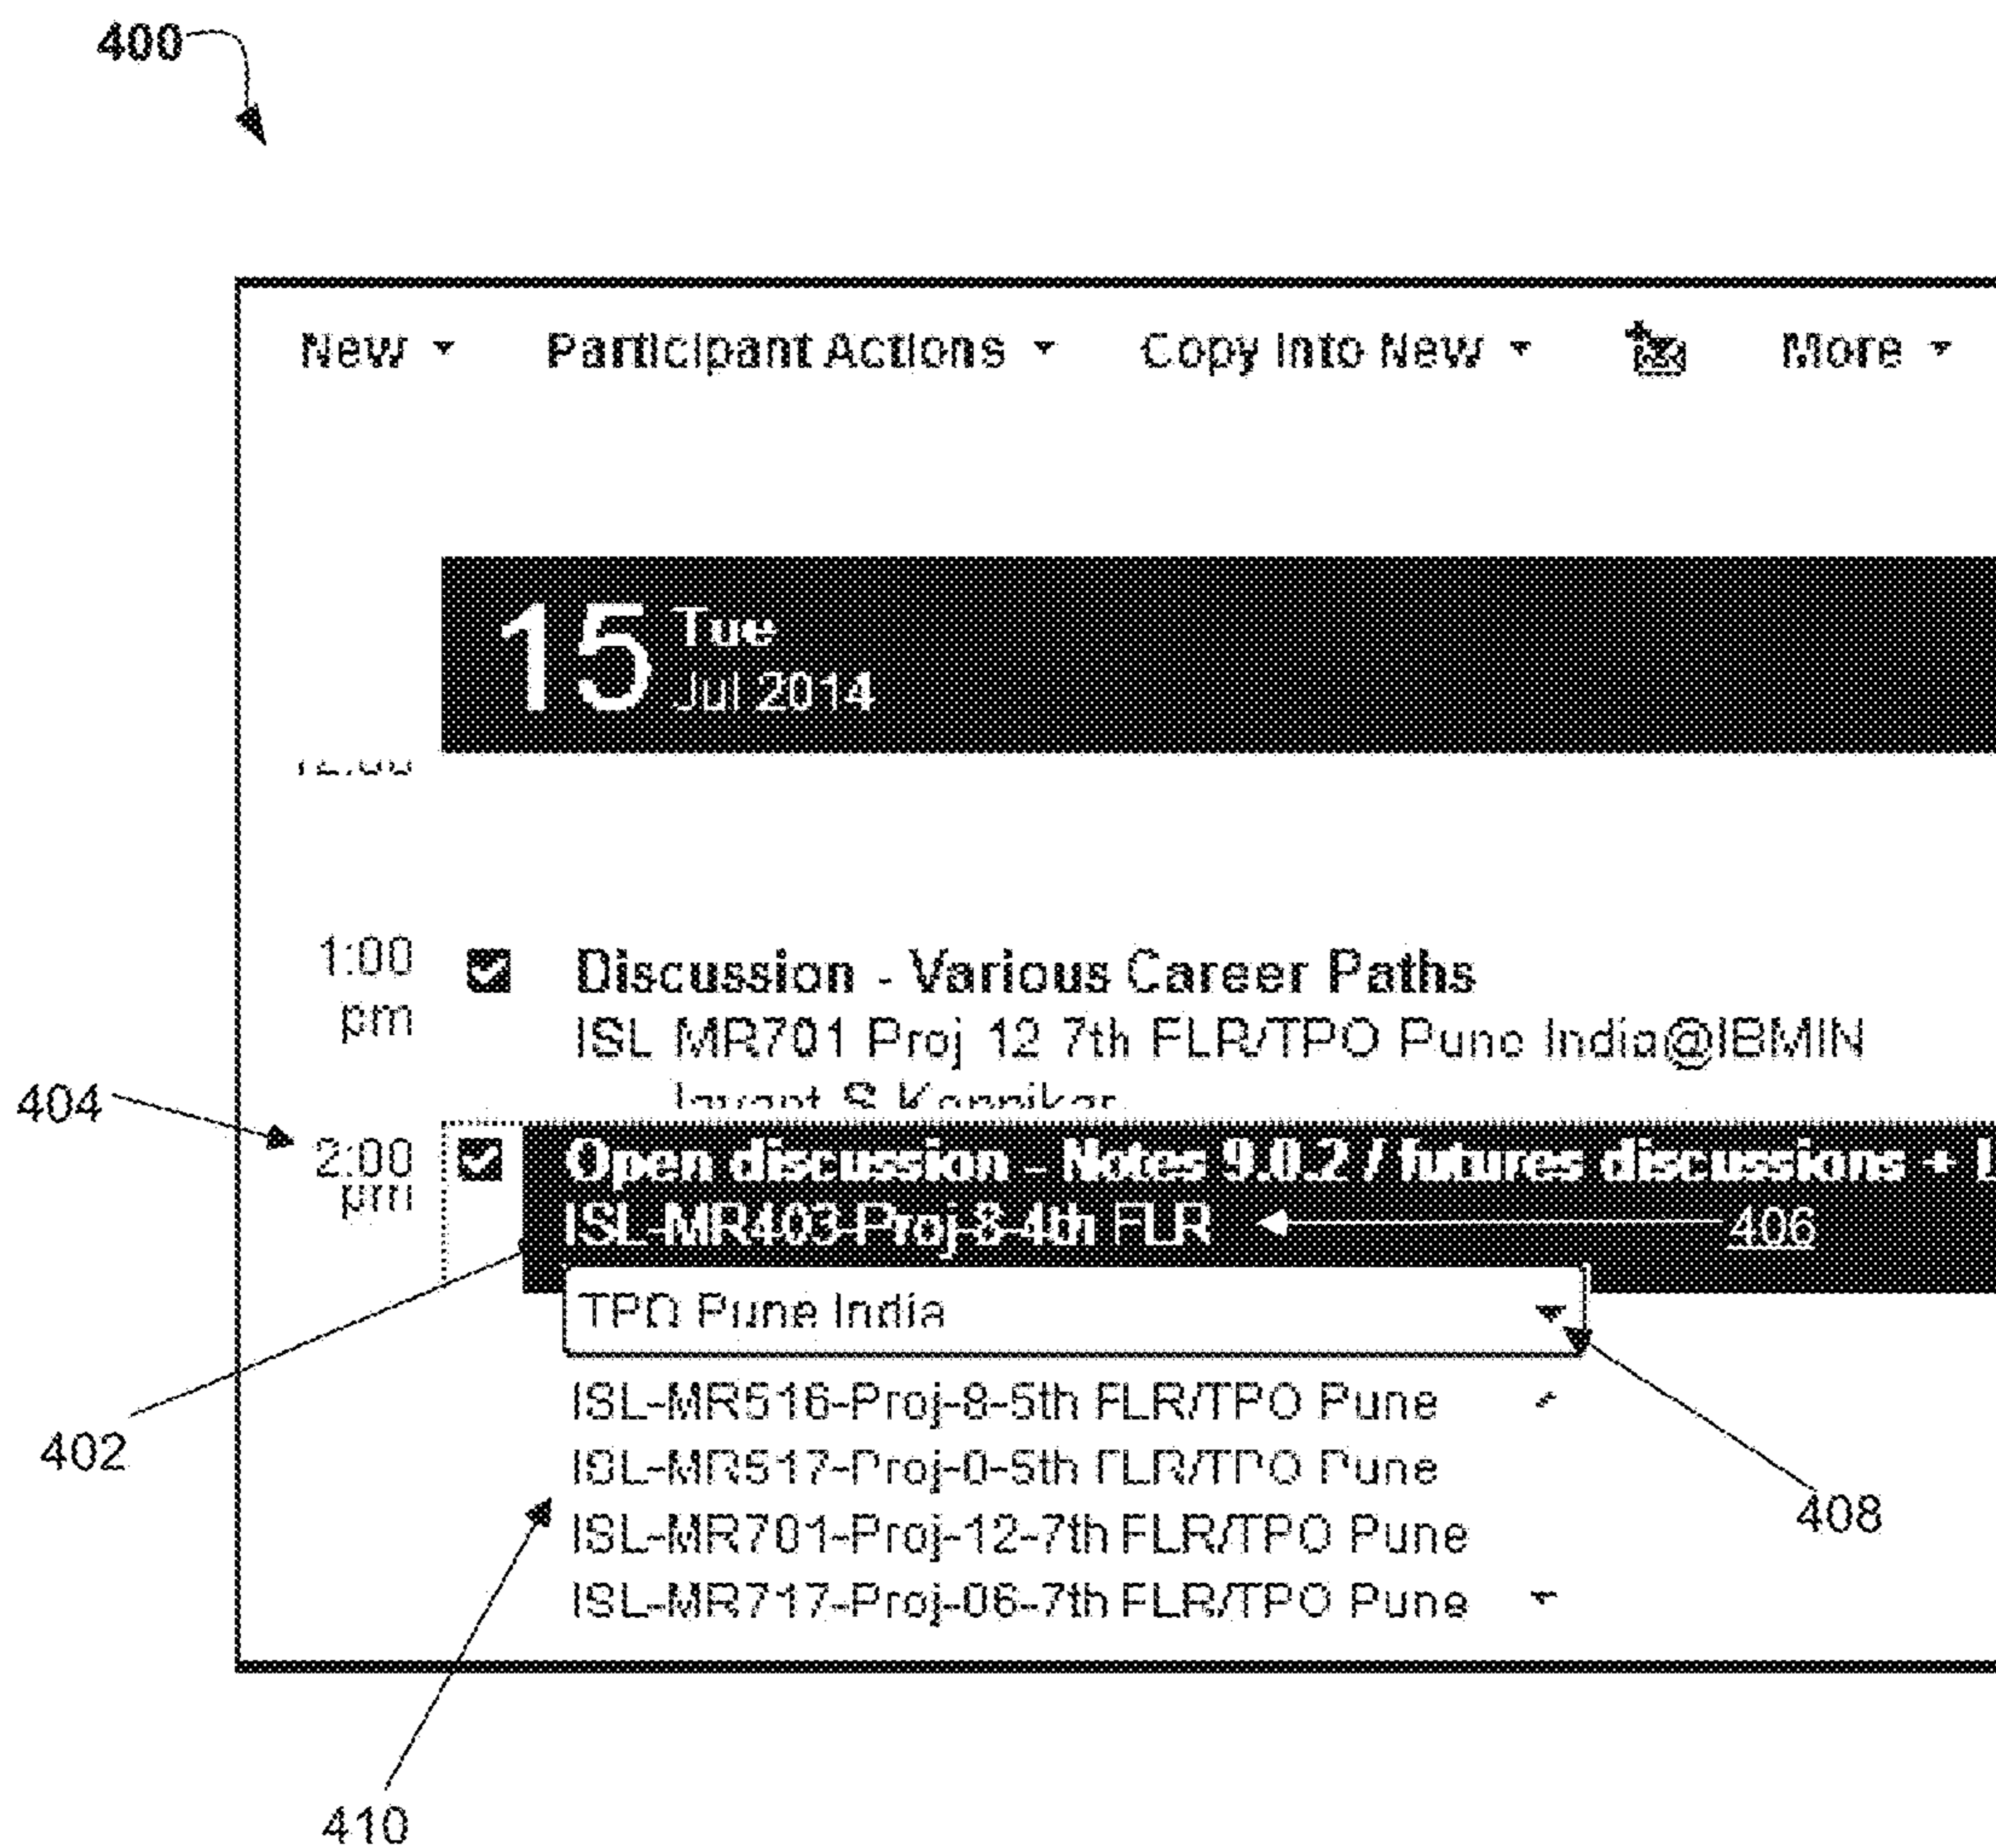 400
New Participant Actions Copy Into New More
15 Tue
Jul 2014
1:00 pm
Discussion - Various Career Paths
ISL MR701 Proj 12 7th FLR/TPO Pune India@IBMIN
404
2:00 pm
Open discussion - Notes 9.0.2 / futures discussions +
ISL-MR403-Proj-8-4th FLR
406
TPO Pune India
ISL-MR516-Proj-8-5th FLR/TPO Pune
402
ISL-MR517-Proj-0-5th FLR/TPO Pune
408
ISL-MR701-Proj-12-7th FLR/TPO Pune
ISL-MR717-Proj-06-7th FLR/TPO Pune
410